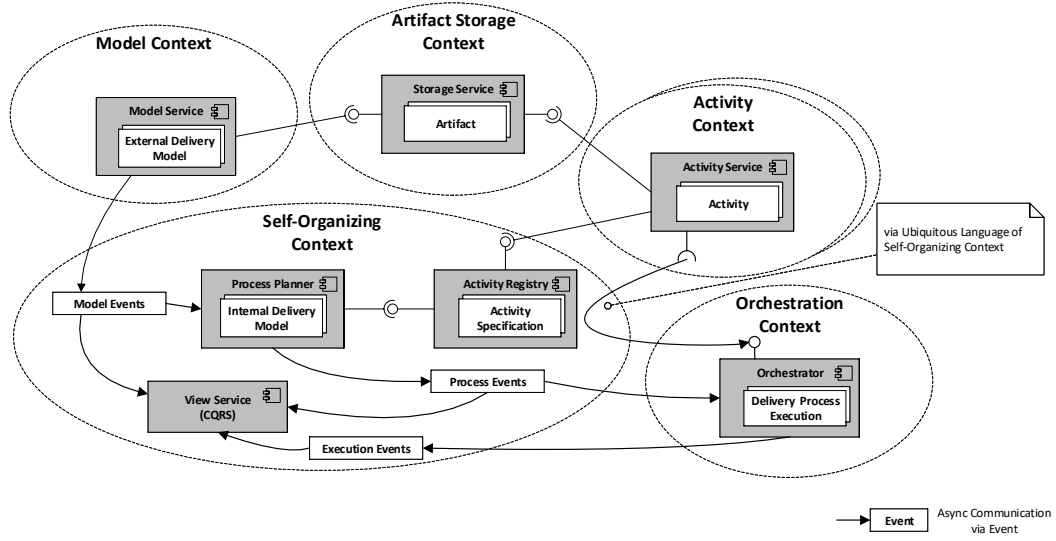 Model Context
Artifact Storage
Context
Model Service
External Delivery
Model
Storage Service
Artifact
Activity
Context
Activity Service
Activity
Self-Organizing
Context
via Ubiquitous Language of
Self-Organizing Context
Process Planner
Internal Delivery
Model
Activity Registry
Activity
Specification
Model Events
Orchestration
Context
Orchestrator
Delivery Process
Execution
Process Events
View Service
(CQRS)
Execution Events
Event
Async Communication
via Event